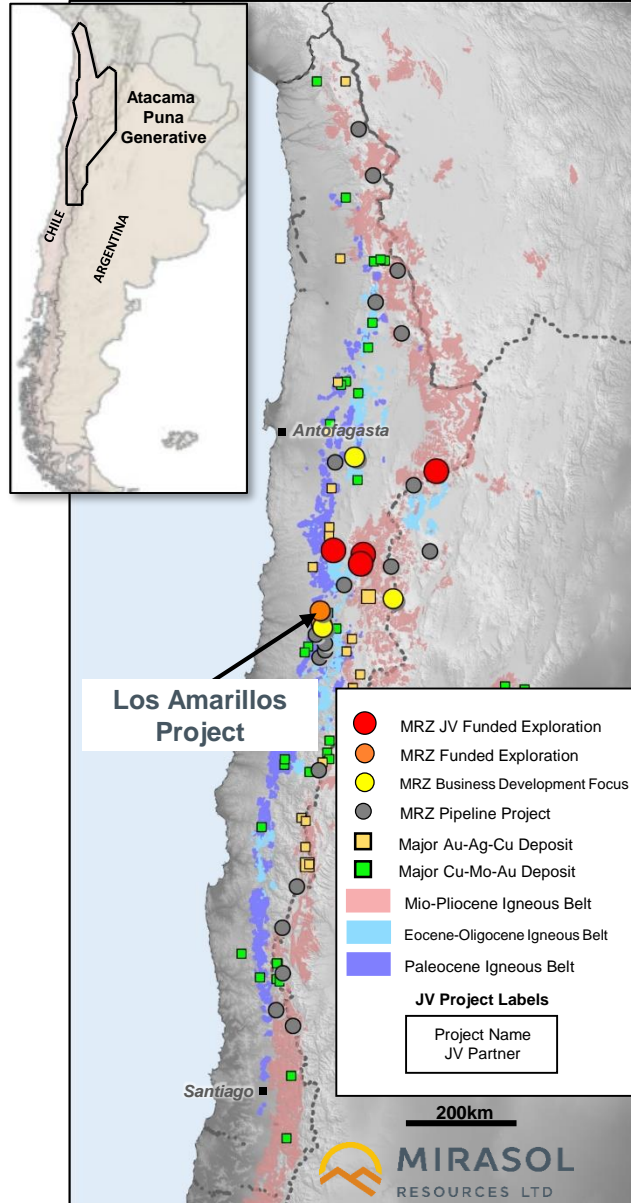 Atacama
Puna
Generative
CHILE
ARGENTINA
Antofagasta
Los Amarillos
Project
MRZ JV Funded Exploration
MRZ Funded Exploration
MRZ Business Development Focus
MRZ Pipeline Project
Major Au-Ag-Cu Deposit
Major Cu-Mo-Au Deposit
Mio-Pliocene Igneous Belt
Eocene-Oligocene Igneous Belt
Paleocene Igneous Belt
JV Project Labels
Project Name
JV Partner
Santiago
200km
MIRASOL
RESOURCES LTD